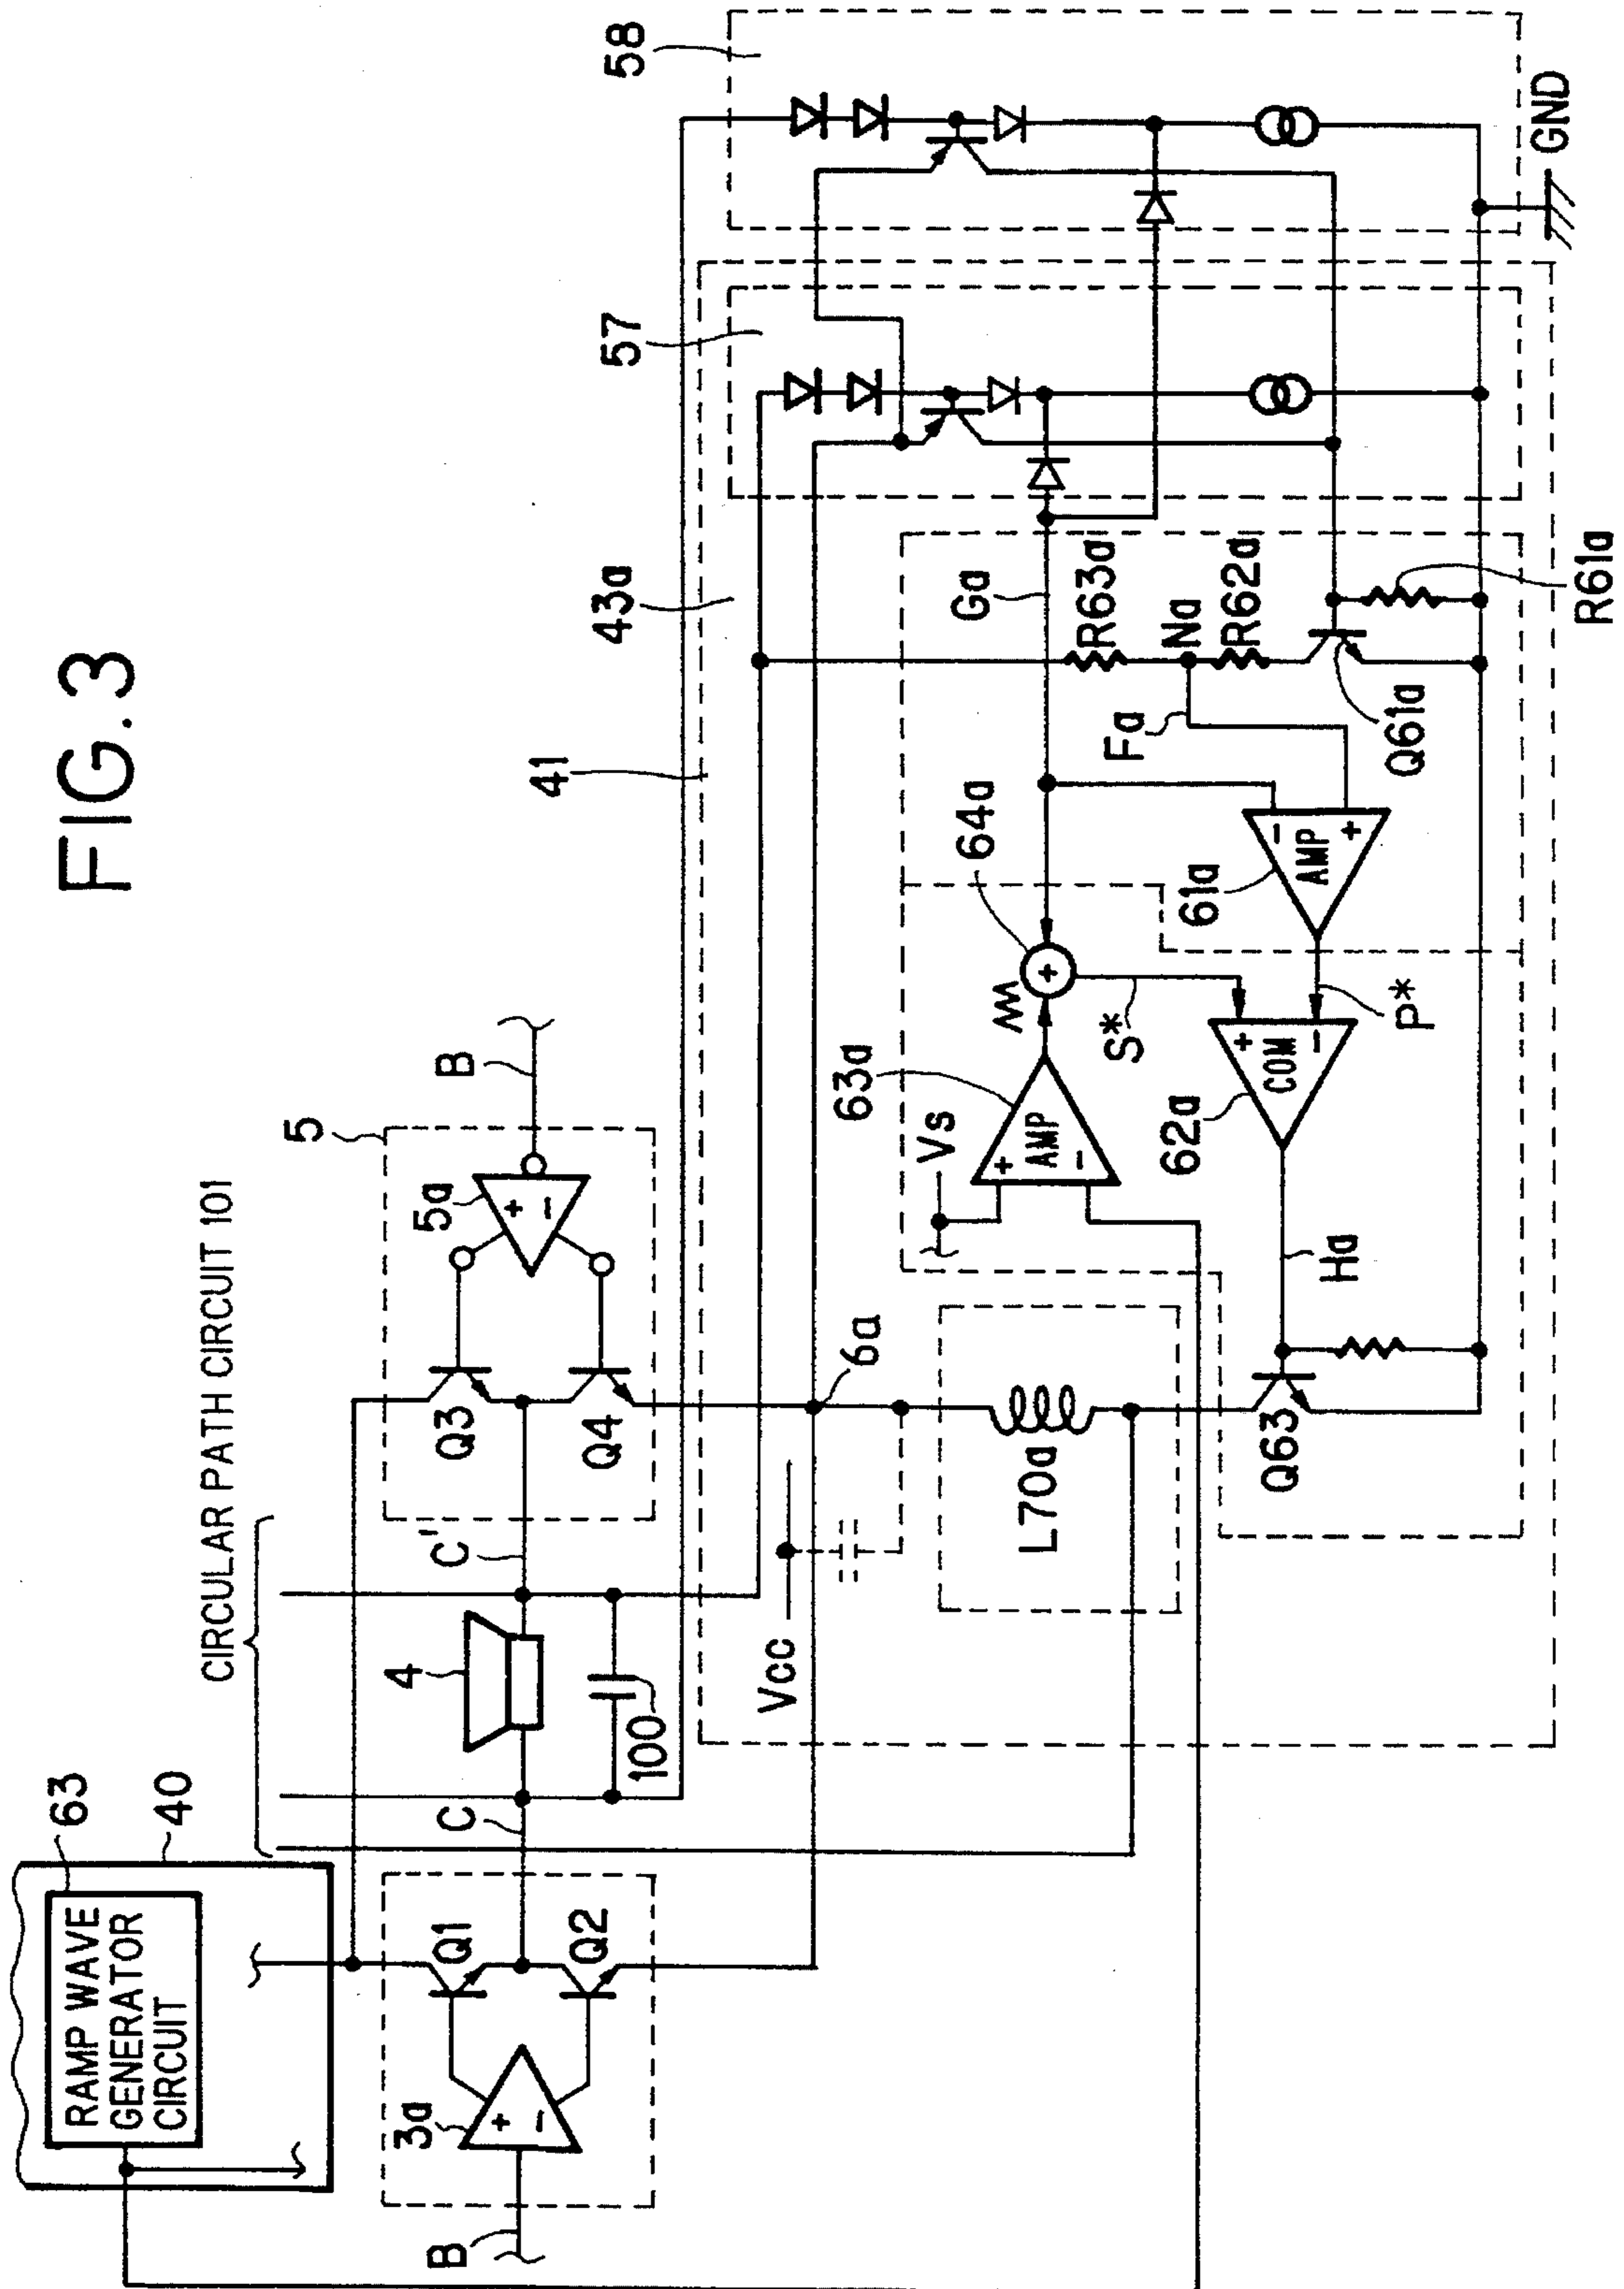 FIG.3
RAMP WAVE
GENERATOR
CIRCUIT
63
40
CIRCULAR PATH CIRCUIT 101
B
3a
+
−
Q1
Q2
C
4
100
C'
5
5a
+
−
Q3
Q4
B
Vcc
6a
L70a
Q63
Ha
41
43a
57
58
Vs
63a
AMP
+
−
64a
+
S*
62a
COM
+
−
P*
61a
AMP
−
+
Ga
Fa
R63a
Na
R62a
Q61a
R61a
GND